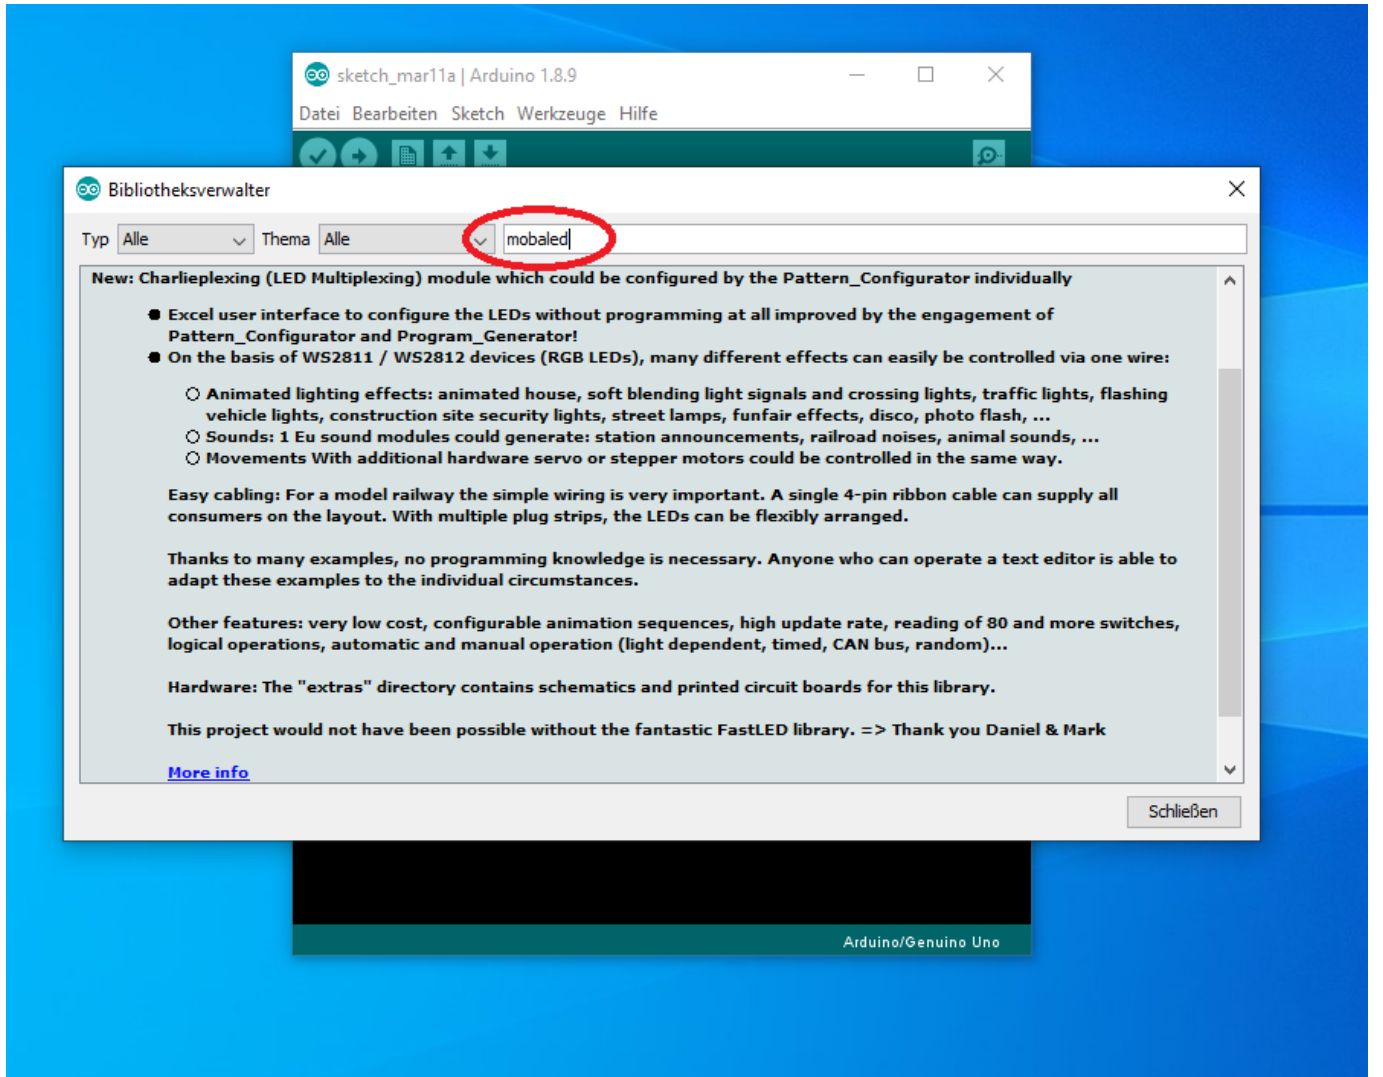 sketch_mar11a | Arduino 1.8.9
Datei Bearbeiten Sketch Werkzeuge Hilfe
Bibliotheksverwalter
Typ Alle Thema Alle mobaled
New: Charlieplexing (LED Multiplexing) module which could be configured by the Pattern_Configurator individually
Excel user interface to configure the LEDs without programming at all improved by the engagement of
Pattern_Configurator and Program_Generator!
On the basis of WS2811 / WS2812 devices (RGB LEDs), many different effects can easily be controlled via one wire:
Animated lighting effects: animated house, soft blending light signals and crossing lights, traffic lights, flashing
vehicle lights, construction site security lights, street lamps, funfair effects, disco, photo flash, ...
Sounds: 1 Eu sound modules could generate: station announcements, railroad noises, animal sounds, ...
Movements With additional hardware servo or stepper motors could be controlled in the same way.
Easy cabling: For a model railway the simple wiring is very important. A single 4-pin ribbon cable can supply all
consumers on the layout. With multiple plug strips, the LEDs can be flexibly arranged.
Thanks to many examples, no programming knowledge is necessary. Anyone who can operate a text editor is able to
adapt these examples to the individual circumstances.
Other features: very low cost, configurable animation sequences, high update rate, reading of 80 and more switches,
logical operations, automatic and manual operation (light dependent, timed, CAN bus, random)...
Hardware: The "extras" directory contains schematics and printed circuit boards for this library.
This project would not have been possible without the fantastic FastLED library. => Thank you Daniel & Mark
More info
Schließen
Arduino/Genuino Uno